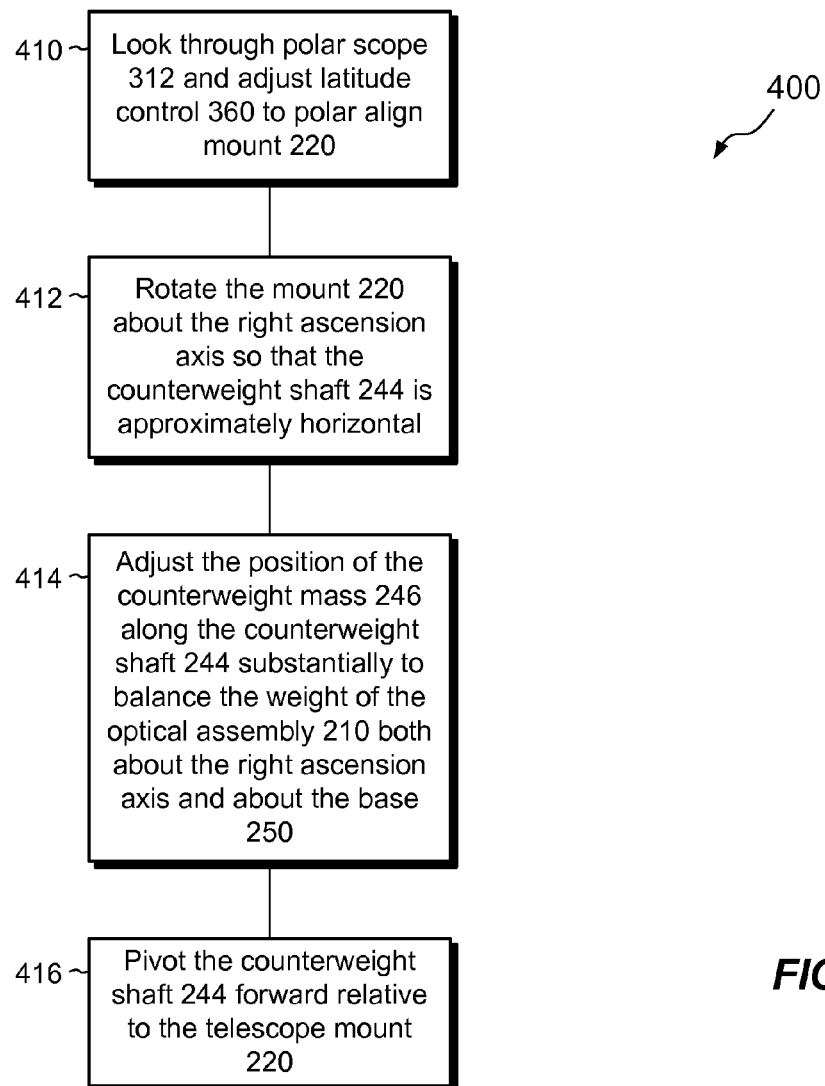 410
Look through polar scope
312 and adjust latitude
control 360 to polar align
mount 220
400
412
Rotate the mount 220
about the right ascension
axis so that the
counterweight shaft 244 is
approximately horizontal
414
Adjust the position of the
counterweight mass 246
along the counterweight
shaft 244 substantially to
balance the weight of the
optical assembly 210 both
about the right ascension
axis and about the base
250
416
Pivot the counterweight
shaft 244 forward relative
to the telescope mount
220